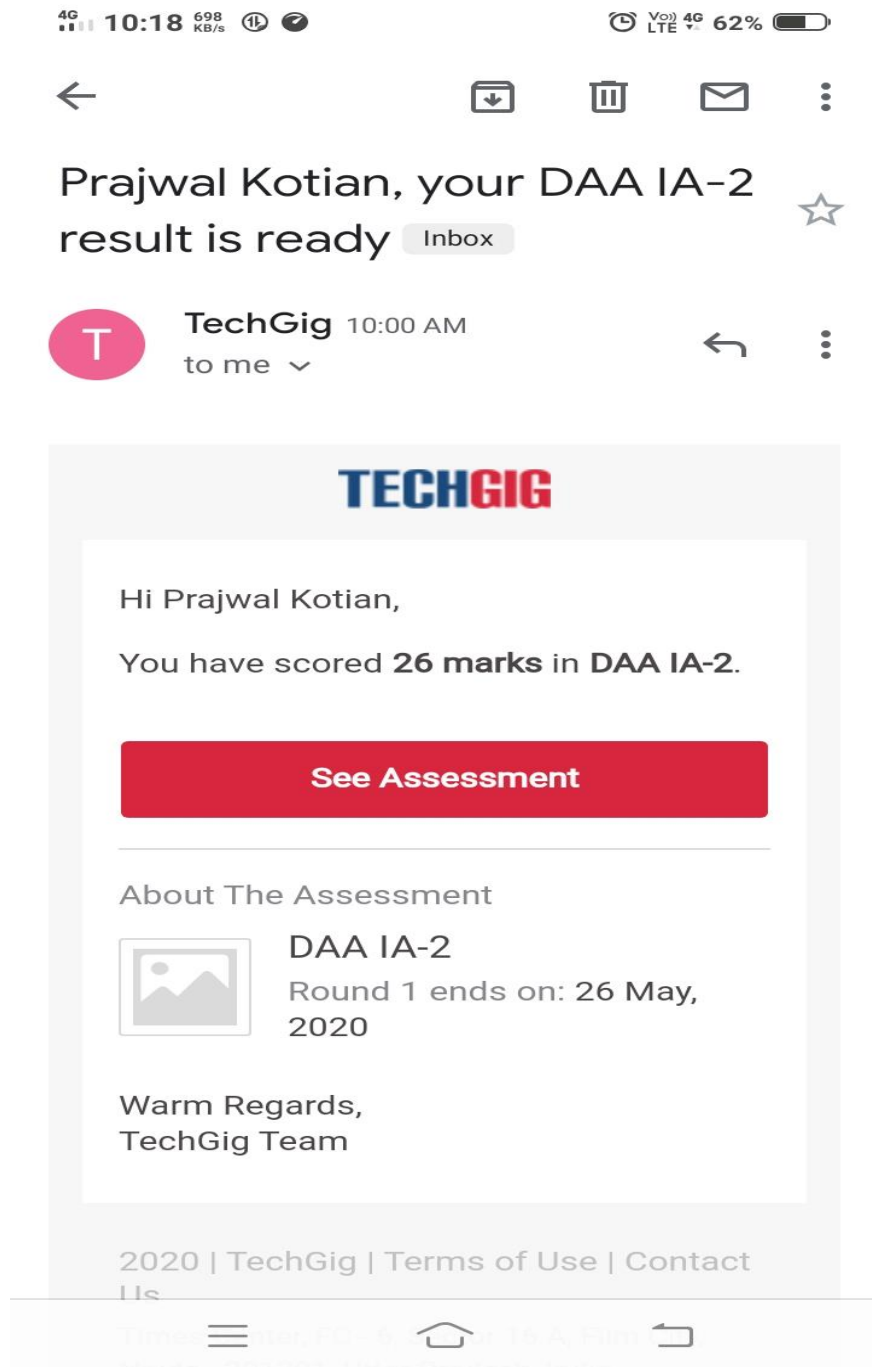 4G 10:18 698 KB/s Vo)) LTE 4G 62%
Prajwal Kotian, your DAA IA-2
result is ready Inbox
T TechGig 10:00 AM
to me
TECHGIG
Hi Prajwal Kotian,
You have scored 26 marks in DAA IA-2.
See Assessment
About The Assessment
DAA IA-2
Round 1 ends on: 26 May,
2020
Warm Regards,
TechGig Team
2020 | TechGig | Terms of Use | Contact
Us